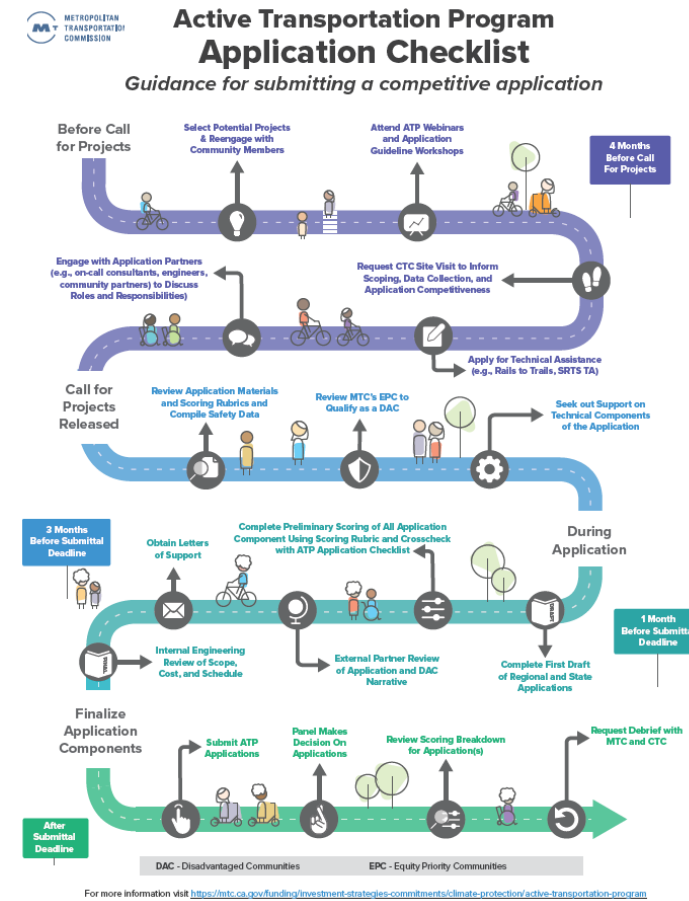 METROPOLITAN
TRANSPORTATION
COMMISSION
Active Transportation Program
Application Checklist
Guidance for submitting a competitive application
Before Call
for Projects
Select Potential Projects
& Reengage with
Community Members
Attend ATP Webinars
and Application
Guideline Workshops
4 Months
Before Call
For Projects
Engage with Application Partners
(e.g., on-call consultants, engineers,
community partners) to Discuss
Roles and Responsibilities)
Request CTC Site Visit to Inform
Scoping, Data Collection, and
Application Competitiveness
Apply for Technical Assistance
(e.g., Rails to Trails, SRTS TA)
Call for
Projects
Released
Review Application Materials
and Scoring Rubrics and
Compile Safety Data
Review MTC's EPC to
Qualify as a DAC
Seek out Support on
Technical Components
of the Application
3 Months
Before Submittal
Deadline
Obtain Letters
of Support
Complete Preliminary Scoring of All Application
Component Using Scoring Rubric and Crosscheck
with ATP Application Checklist
During
Application
DRAFT
1 Month
Before Submitta
Deadline
FINAL
Internal Engineering
Review of Scope,
Cost, and Schedule
External Partner Review
of Application and DAC
Narrative
Complete First Draft
of Regional and State
Applications
Finalize
Application
Components
Submit ATP
Applications
Panel Makes
Decision On
Applications
Review Scoring Breakdown
for Application(s)
Request Debrief with
MTC and CTC
After
Submittal
Deadline
DAC - Disadvantaged Communities
EPC - Equity Priority Communities
For more information visit https://mtc.ca.gov/funding/investment-strategies-commitments/climate-protection/active-transportation-program